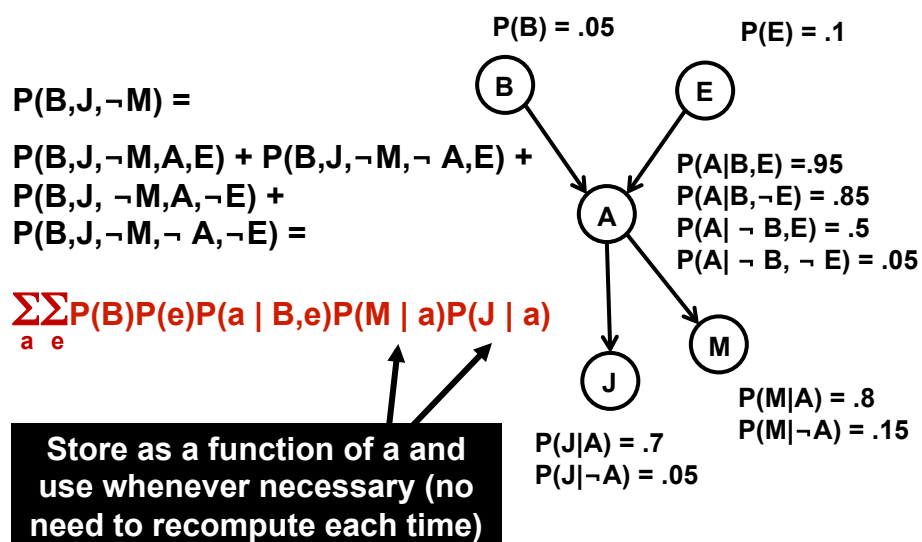 P(B) = .05
P(E) = .1
B
E
P(B,J,¬M) =
P(B,J,¬M,A,E) + P(B,J,¬M,¬ A,E) +
P(B,J, ¬M,A,¬E) +
P(B,J,¬M,¬ A,¬E) =
P(A|B,E) =.95
P(A|B,¬E) = .85
P(A| ¬ B,E) = .5
P(A| ¬ B, ¬ E) = .05
A
ΣΣP(B)P(e)P(a | B,e)P(M | a)P(J | a)
a e
M
J
P(M|A) = .8
P(M|¬A) = .15
P(J|A) = .7
P(J|¬A) = .05
Store as a function of a and
use whenever necessary (no
need to recompute each time)